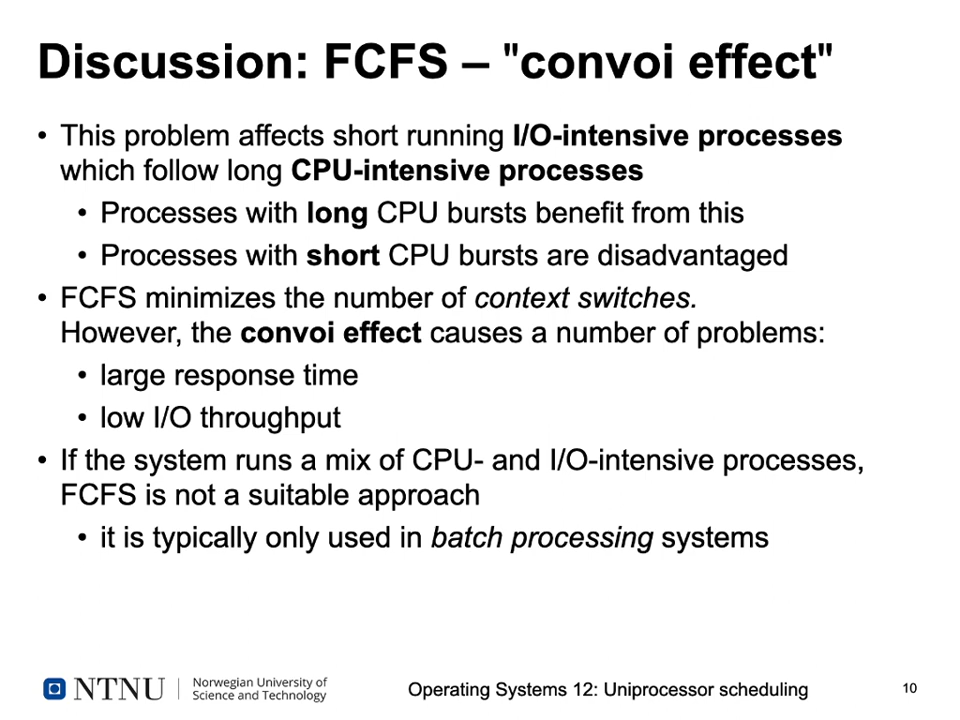 Discussion: FCFS – "convoi effect"
• This problem affects short running I/O-intensive processes
which follow long CPU-intensive processes
• Processes with long CPU bursts benefit from this
• Processes with short CPU bursts are disadvantaged
• FCFS minimizes the number of context switches.
However, the convoi effect causes a number of problems:
• large response time
• low I/O throughput
• If the system runs a mix of CPU- and I/O-intensive processes,
FCFS is not a suitable approach
• it is typically only used in batch processing systems
NTNU
Norwegian University of
Science and Technology
Operating Systems 12: Uniprocessor scheduling
10